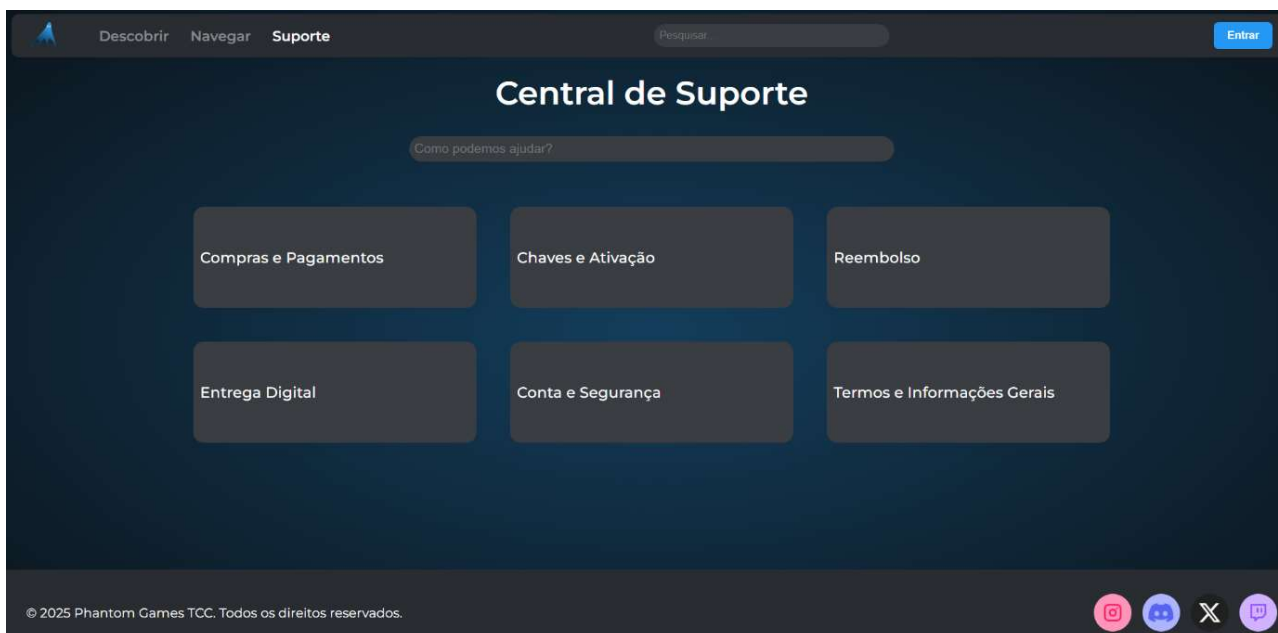 Descobrir Navegar Suporte Pesquisar... Entrar
Central de Suporte
Como podemos ajudar?
Compras e Pagamentos Chaves e Ativação Reembolso
Entrega Digital Conta e Segurança Termos e Informações Gerais
© 2025 Phantom Games TCC. Todos os direitos reservados.